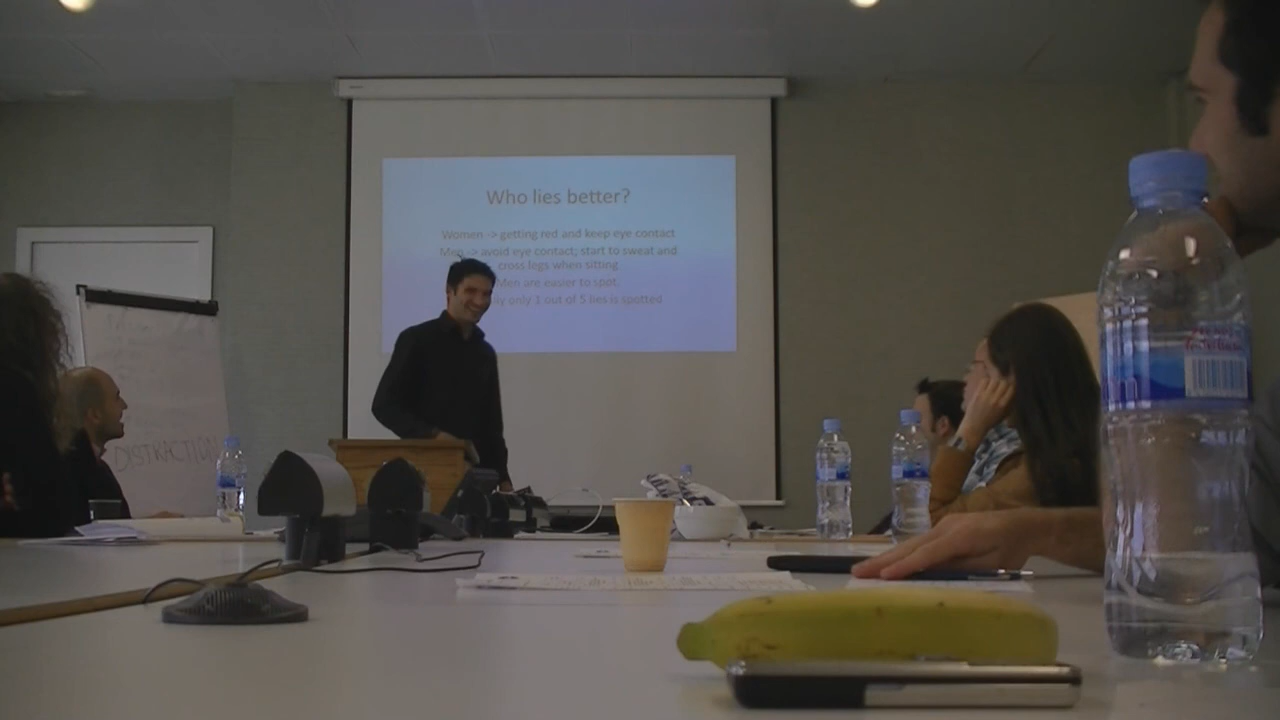 Who lies better?
Women -> getting red and keep eye contact
Men -> avoid eye contact; start to sweat and
cross legs when sitting
Men are easier to spot.
only 1 out of 5 lies is spotted
DISTRACTION